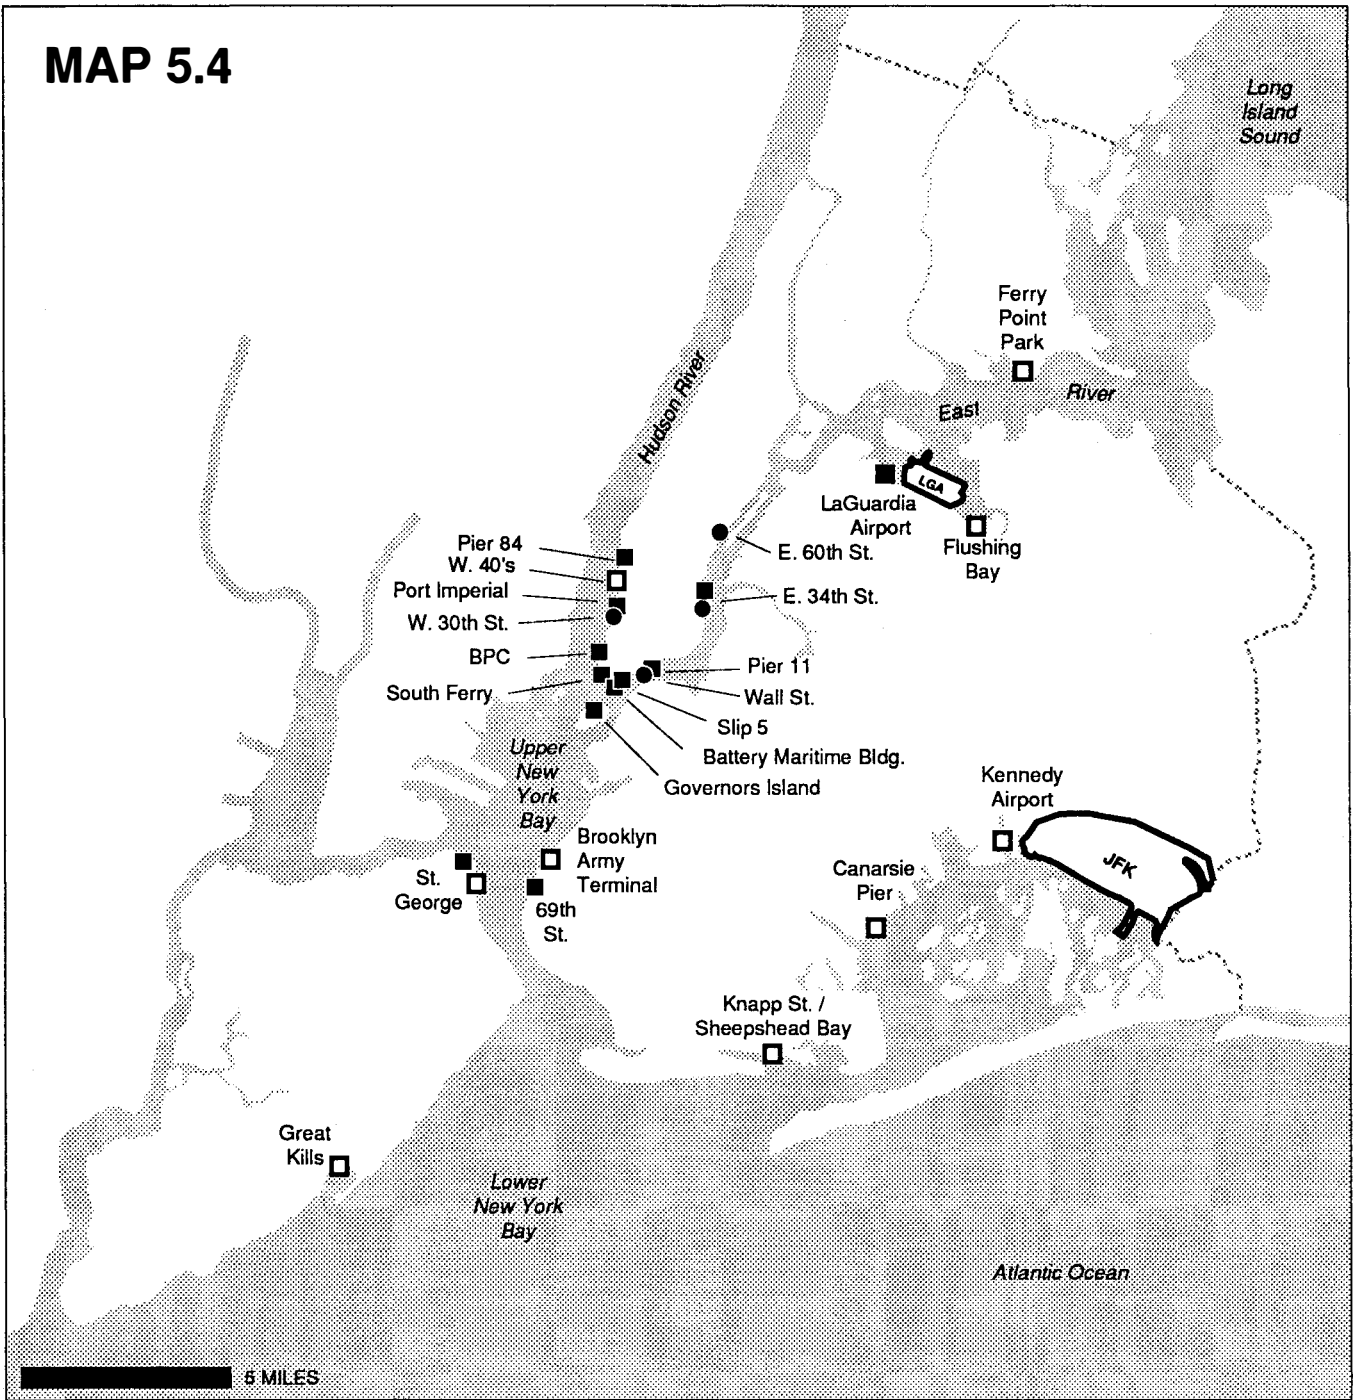 MAP 5.4
Long
Island
Sound
Ferry
Point
Park
Hudson River
East
River
LGA
LaGuardia
Airport
Flushing
Bay
E. 60th St.
E. 34th St.
Pier 84
W. 40's
Port Imperial
W. 30th St.
BPC
South Ferry
Pier 11
Wall St.
Slip 5
Battery Maritime Bldg.
Governors Island
Upper
New
York
Bay
Kennedy
Airport
JFK
Brooklyn
Army
Terminal
St.
George
69th
St.
Canarsie
Pier
Knapp St. /
Sheepshead Bay
Great
Kills
Lower
New York
Bay
Atlantic Ocean
5 MILES